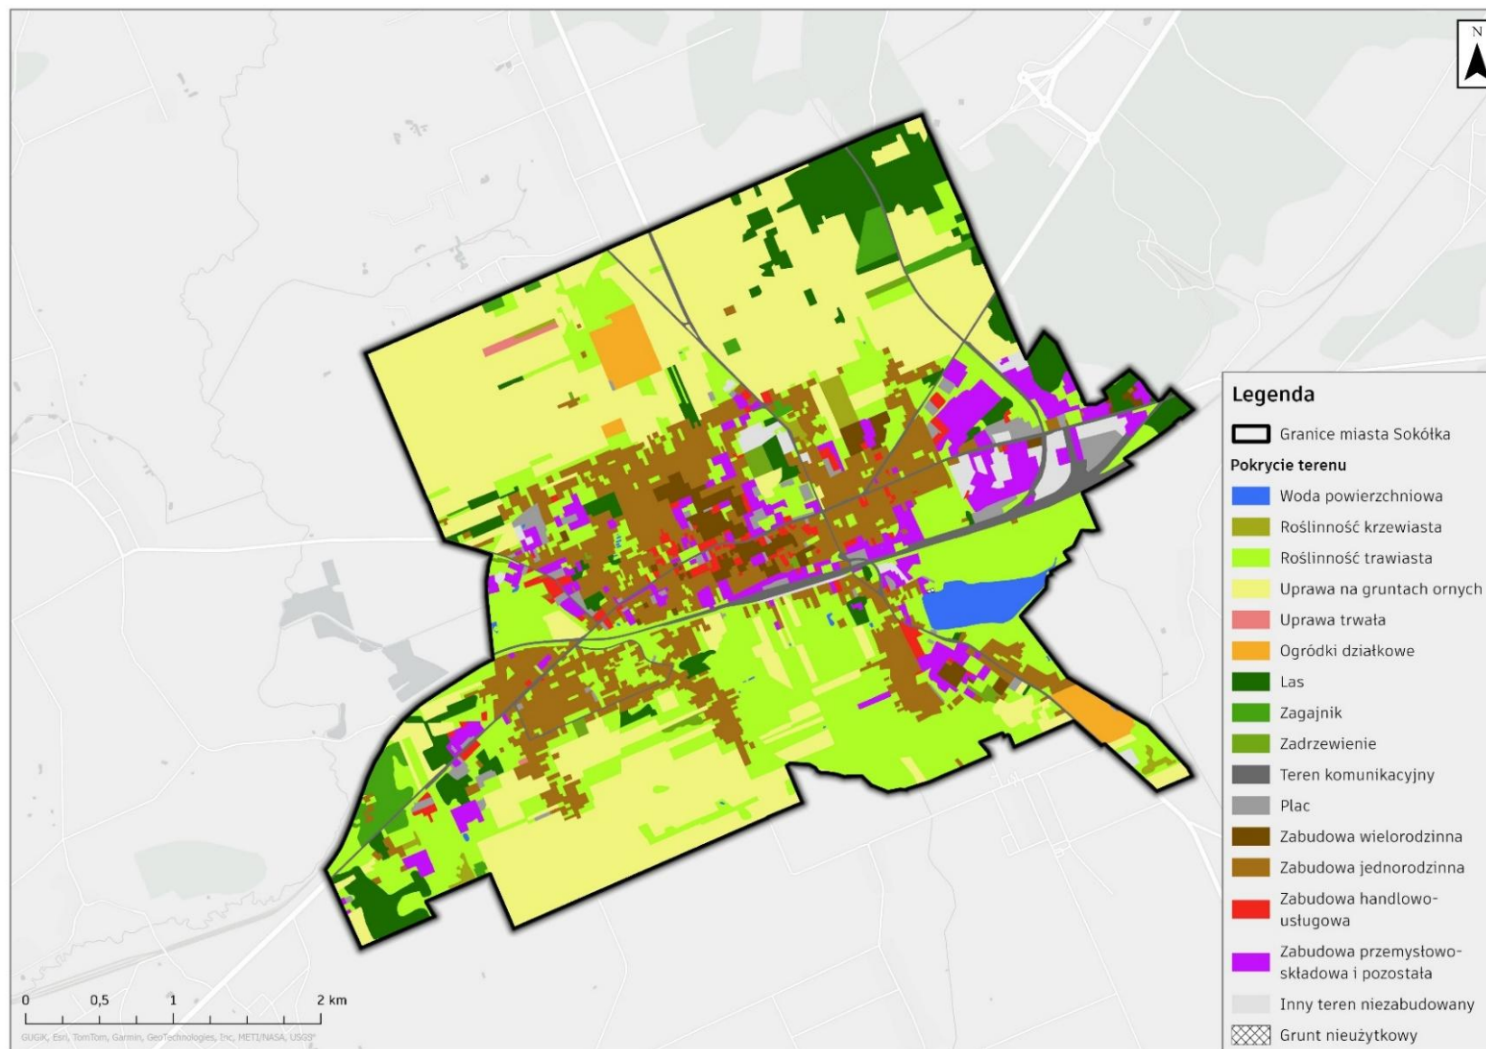 N
Legenda
Granice miasta Sokółka
Pokrycie terenu
Woda powierzchniowa
Roślinność krzewiasta
Roślinność trawiasta
Uprawa na gruntach ornych
Uprawa trwała
Ogródki działkowe
Las
Zagajnik
Zadrzewienie
Teren komunikacyjny
Plac
Zabudowa wielorodzinna
Zabudowa jednorodzinna
Zabudowa handlowo-
usługowa
Zabudowa przemysłowo-
składowa i pozostała
Inny teren niezabudowany
Grunt nieużytkowy
0 0,5 1 2 km
GUGiK, Esri, TomTom, Garmin, GeoTechnologies, Inc, METI/NASA, USGS